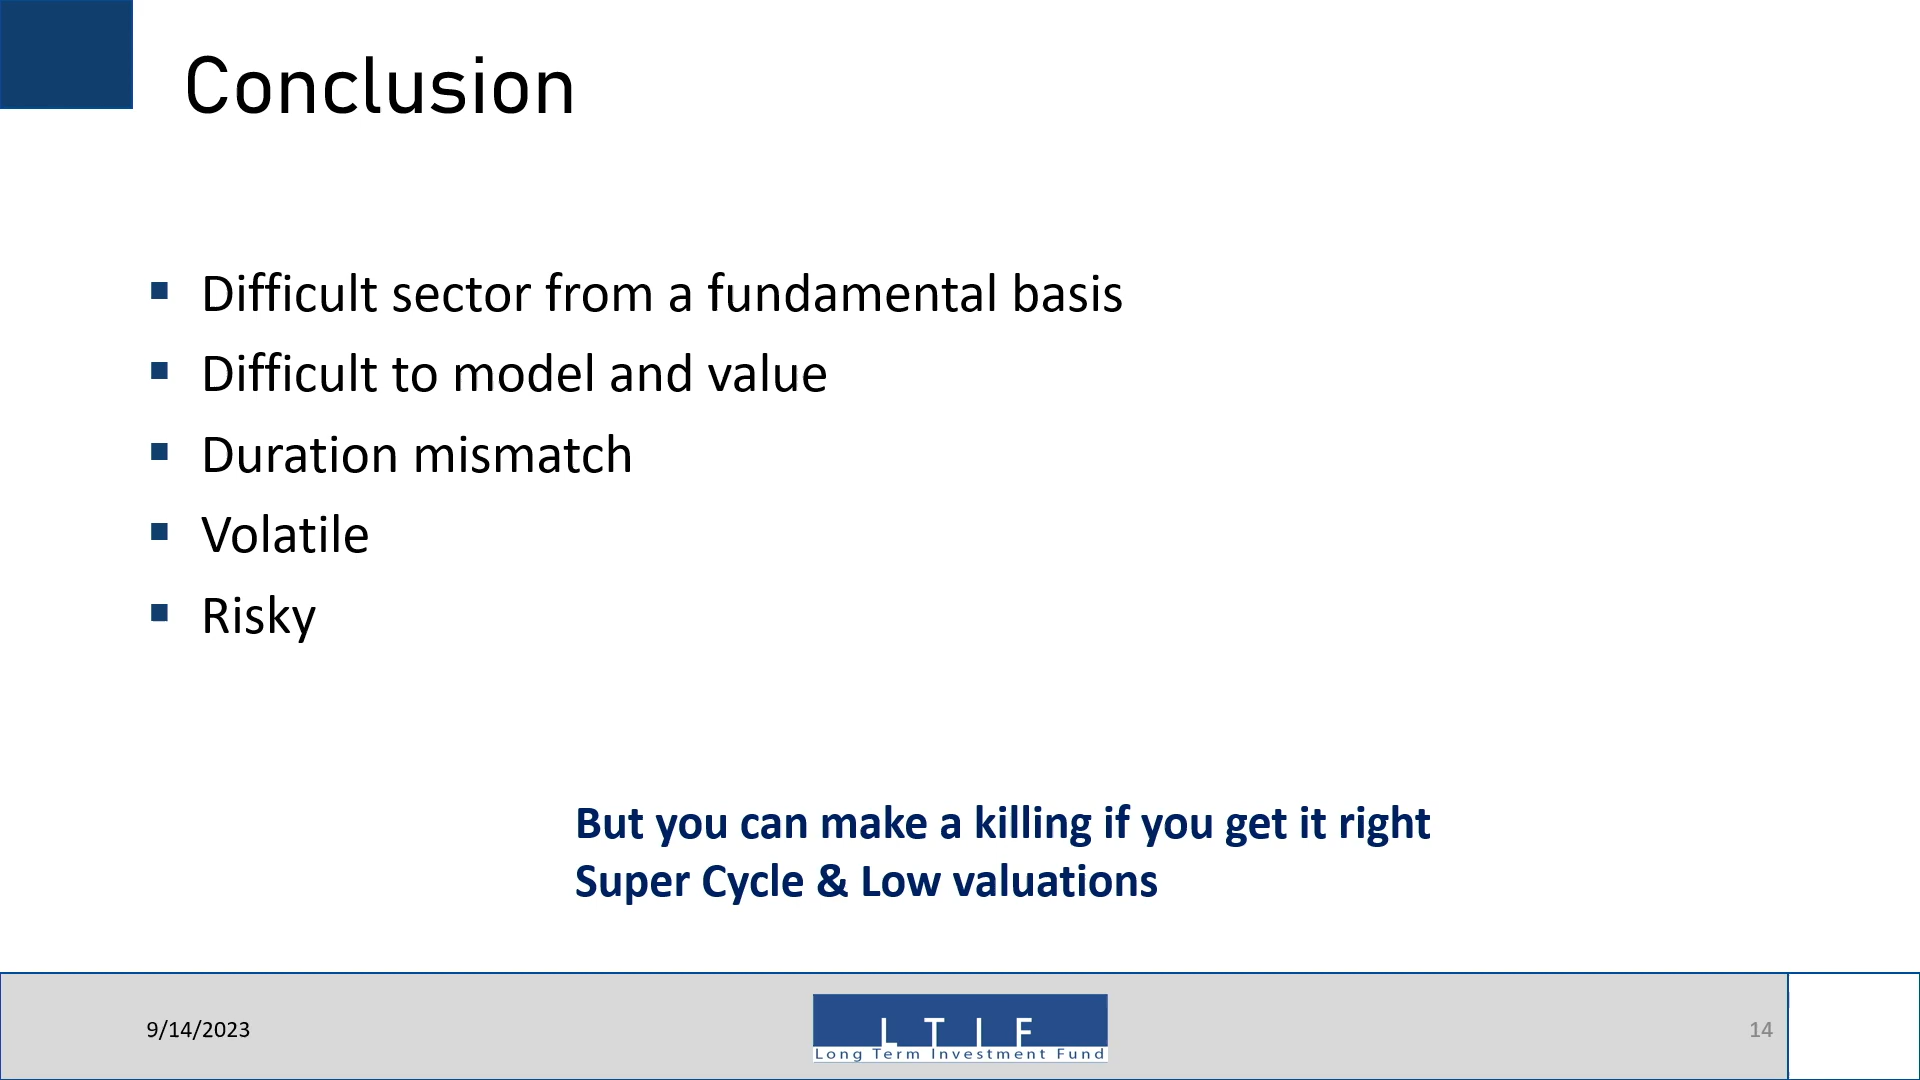 Conclusion
▪ Difficult sector from a fundamental basis
▪ Difficult to model and value
▪ Duration mismatch
▪ Volatile
▪ Risky
But you can make a killing if you get it right
Super Cycle & Low valuations
9/14/2023
LTIF
Long Term Investment Fund
14